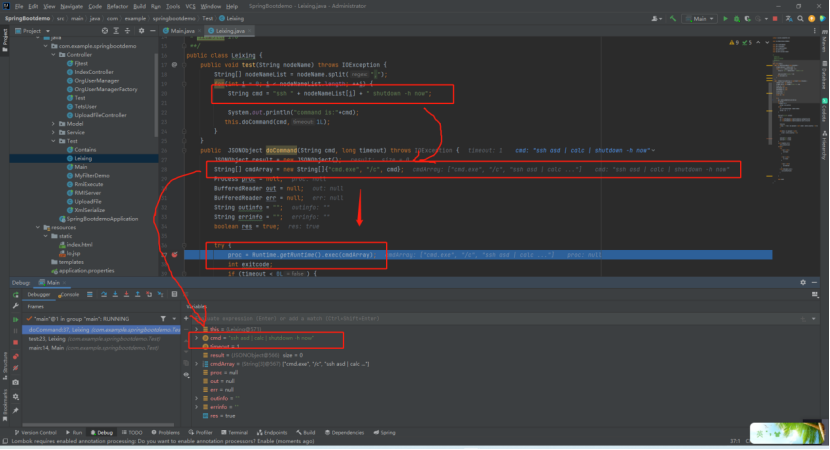 File Edit View Navigate Code Refactor Build Run Tools VCS Window Help SpringBootdemo - Leixing.java - Administrator
SpringBootdemo src main java com example springbootdemo Test Leixing
Main
Project
Main.java Leixing.java
java
com.example.springbootdemo
Controller
Fjtest
IndexController
OrgUserManager
OrgUserManagerFactory
Test
TetsUser
UploadFileController
Model
Service
Test
Contains
Leixing
Main
MyFilterDemo
RmiExecute
RMIServer
UploadFile
XmlSerialize
SpringBootdemoApplication
resources
static
index.html
ls.jsp
templates
application.properties
**/
public class Leixing {
public void test(String nodeName) throws IOException {
String[] nodeNameList = nodeName.split(
for(int i = 0; i < nodeNameList.length; ++i) {
String cmd = "ssh " + nodeNameList[i] + " shutdown -h now";
System.out.println("command is:"+cmd);
this.doCommand(cmd, timeout: 1L);
}
}
public JSONObject doCommand(String cmd, long timeout) throws IOException { timeout: 1 cmd: "ssh asd | calc | shutdown -h now"
JSONObject result = new JSONObject(); result: size = 0
String[] cmdArray = new String[]{"cmd.exe", "/c", cmd}; cmdArray: ["cmd.exe", "/c", "ssh asd | calc ..."] cmd: "ssh asd | calc | shutdown -h now"
Process proc = null; proc: null
BufferedReader out = null; out: null
BufferedReader err = null; err: null
String outinfo = ""; outinfo: ""
String errinfo = ""; errinfo: ""
boolean res = true; res: true
try {
proc = Runtime.getRuntime().exec(cmdArray); cmdArray: ["cmd.exe", "/c", "ssh asd | calc ..."] proc: null
int exitcode;
if (timeout < 0L = false ) {
Debug: Main
Debugger Console
Frames
Variables
"main"@1 in group "main": RUNNING
Evaluate expression (Enter) or add a watch (Ctrl+Shift+Enter)
doCommand:37, Leixing (com.example.springbootdemo.Test)
test:23, Leixing (com.example.springbootdemo.Test)
main:14, Main (com.example.springbootdemo.Test)
this = {Leixing@571}
cmd = "ssh asd | calc | shutdown -h now"
timeout = 1
result = {JSONObject@566} size = 0
cmdArray = {String[3]@567} ["cmd.exe", "/c", "ssh asd | calc ..."]
proc = null
out = null
err = null
outinfo = ""
errinfo = ""
res = true
Project
Structure
Bookmarks
Maven
Database
Codota
Hierarchy
Version Control Run Debug TODO Problems Profiler Terminal Endpoints Build Dependencies Spring
Lombok requires enabled annotation processing: Do you want to enable annotation processors? Enable (moments ago)
37:1